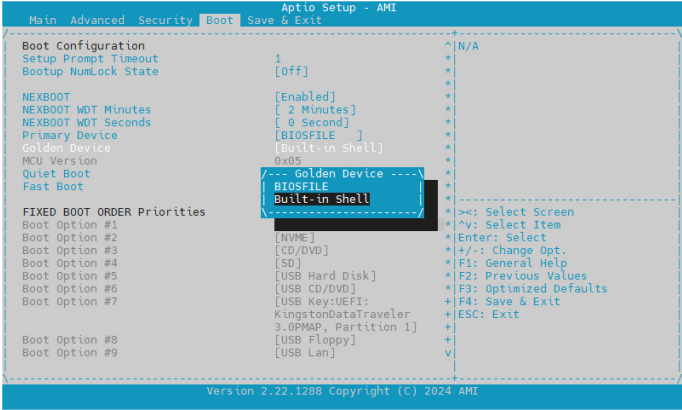 Aptio Setup - AMI
Main Advanced Security Boot Save & Exit
Boot Configuration ^|N/A
Setup Prompt Timeout 1 *|
Bootup NumLock State [Off] *|
*|
NEXBOOT [Enabled] *|
NEXBOOT WDT Minutes [ 2 Minutes] *|
NEXBOOT WDT Seconds [ 0 Second] *|
Primary Device [BIOSFILE ] *|
Golden Device [Built-in Shell] *|
MCU Version 0x05 *|
Quiet Boot /--- Golden Device ----\ *|
Fast Boot | BIOSFILE | *|
| Built-in Shell | *|
FIXED BOOT ORDER Priorities \----------------------/ *|><: Select Screen
Boot Option #1 *|^v: Select Item
Boot Option #2 [NVME] *|Enter: Select
Boot Option #3 [CD/DVD] *|+/-: Change Opt.
Boot Option #4 [SD] *|F1: General Help
Boot Option #5 [USB Hard Disk] *|F2: Previous Values
Boot Option #6 [USB CD/DVD] *|F3: Optimized Defaults
Boot Option #7 [USB Key:UEFI: +|F4: Save & Exit
KingstonDataTraveler +|ESC: Exit
3.0PMAP, Partition 1] +|
Boot Option #8 [USB Floppy] +|
Boot Option #9 [USB Lan] v|
Version 2.22.1288 Copyright (C) 2024 AMI